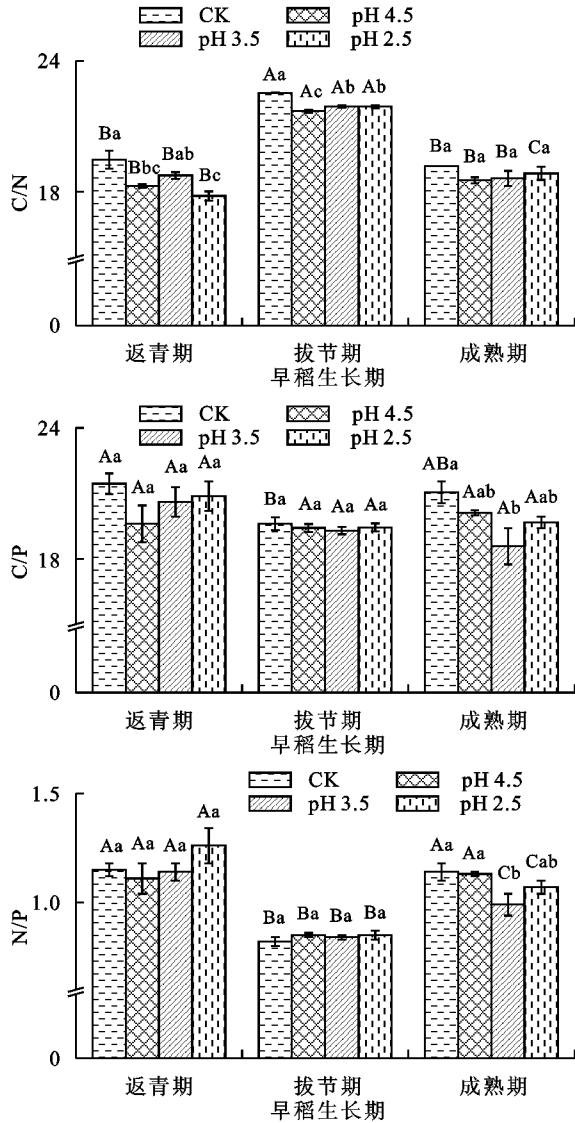 CK pH 4.5
pH 3.5 pH 2.5
24
Aa
Ac Ab Ab
Ba
Bbc Bab Bc
Ba Ba Ba Ca
C/N
18
0
返青期 拔节期 成熟期
早稻生长期
CK pH 4.5
pH 3.5 pH 2.5
24
Aa Aa Aa Aa
Ba Aa Aa Aa
ABa Aab Ab Aab
C/P
18
0
返青期 拔节期 成熟期
早稻生长期
CK pH 4.5
pH 3.5 pH 2.5
1.5
Aa Aa Aa Aa
Ba Ba Ba Ba
Aa Aa Cb Cab
N/P
1.0
0
返青期 拔节期 成熟期
早稻生长期